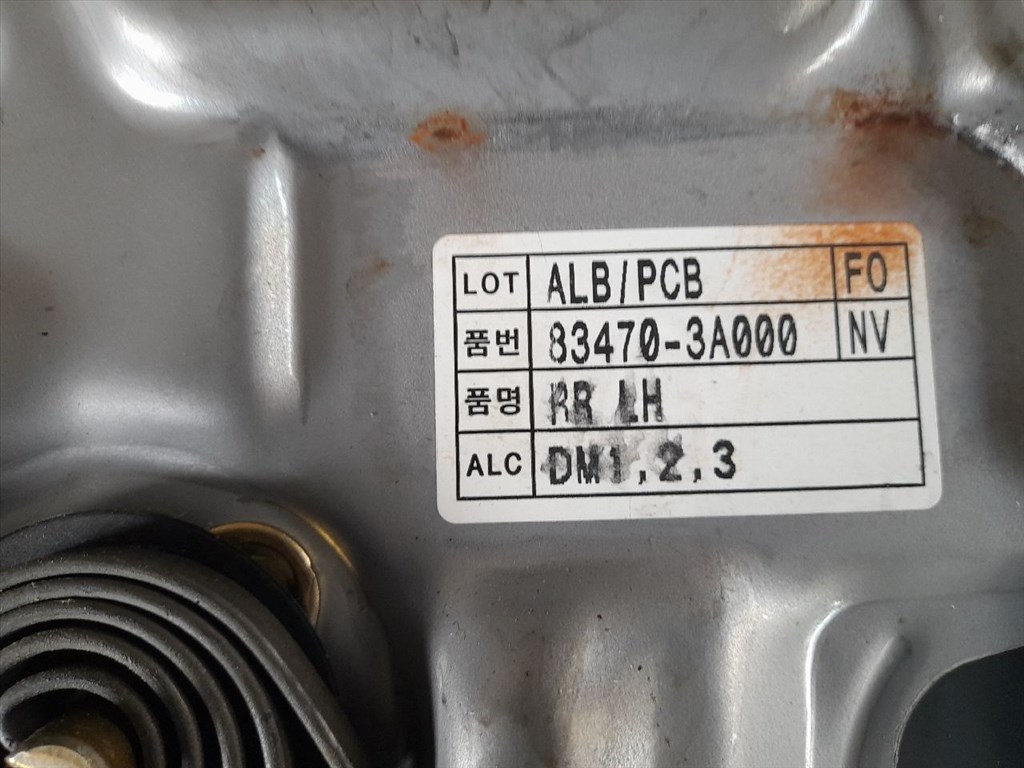 LOT ALB/PCB FO
품번 83470-3A000 NV
품명 RR LH
ALC DM1,2,3